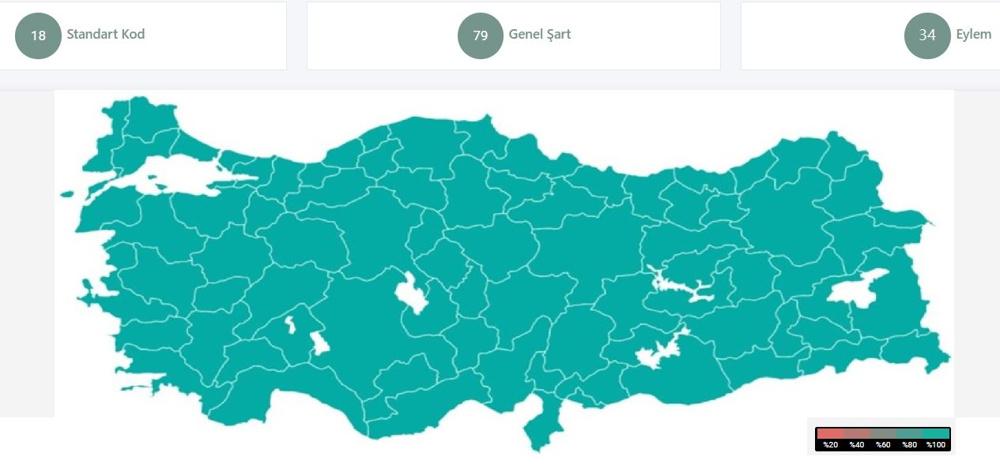 18 Standart Kod
79 Genel Şart
34 Eylem
%20 %40 %60 %80 %100